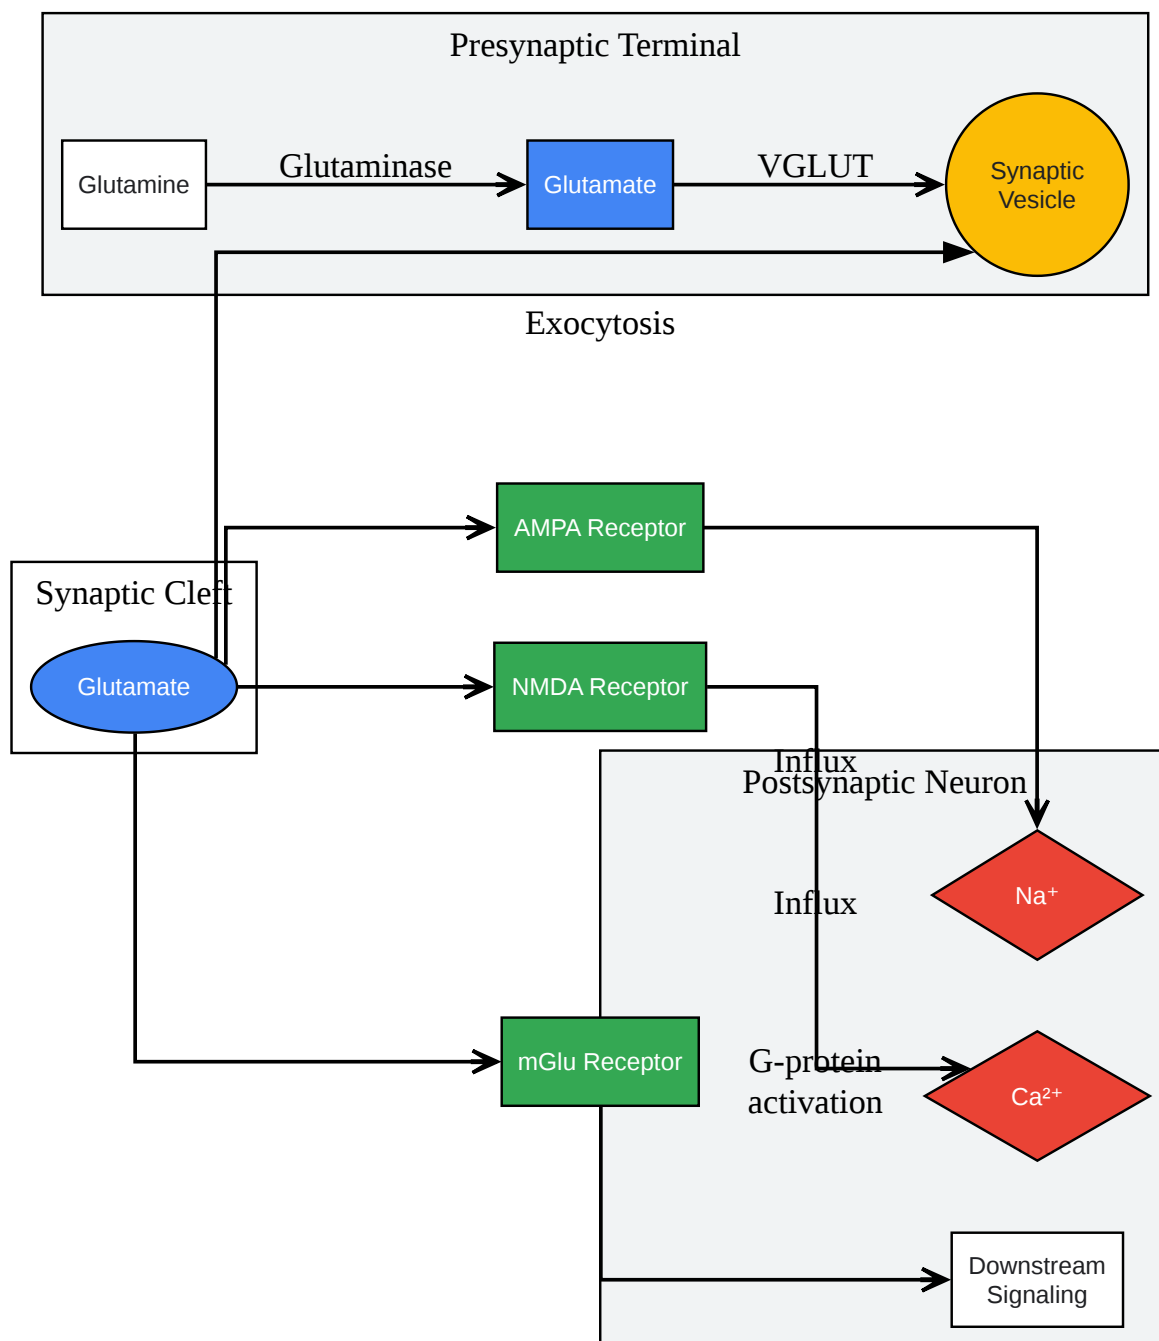 Presynaptic Terminal
Glutamine
Glutaminase
Glutamate
VGLUT
Synaptic
Vesicle
Exocytosis
AMPA Receptor
Synaptic Cleft
Glutamate
NMDA Receptor
Influx
Postsynaptic Neuron
Na⁺
Influx
mGlu Receptor
G-protein
activation
Ca²⁺
Downstream
Signaling